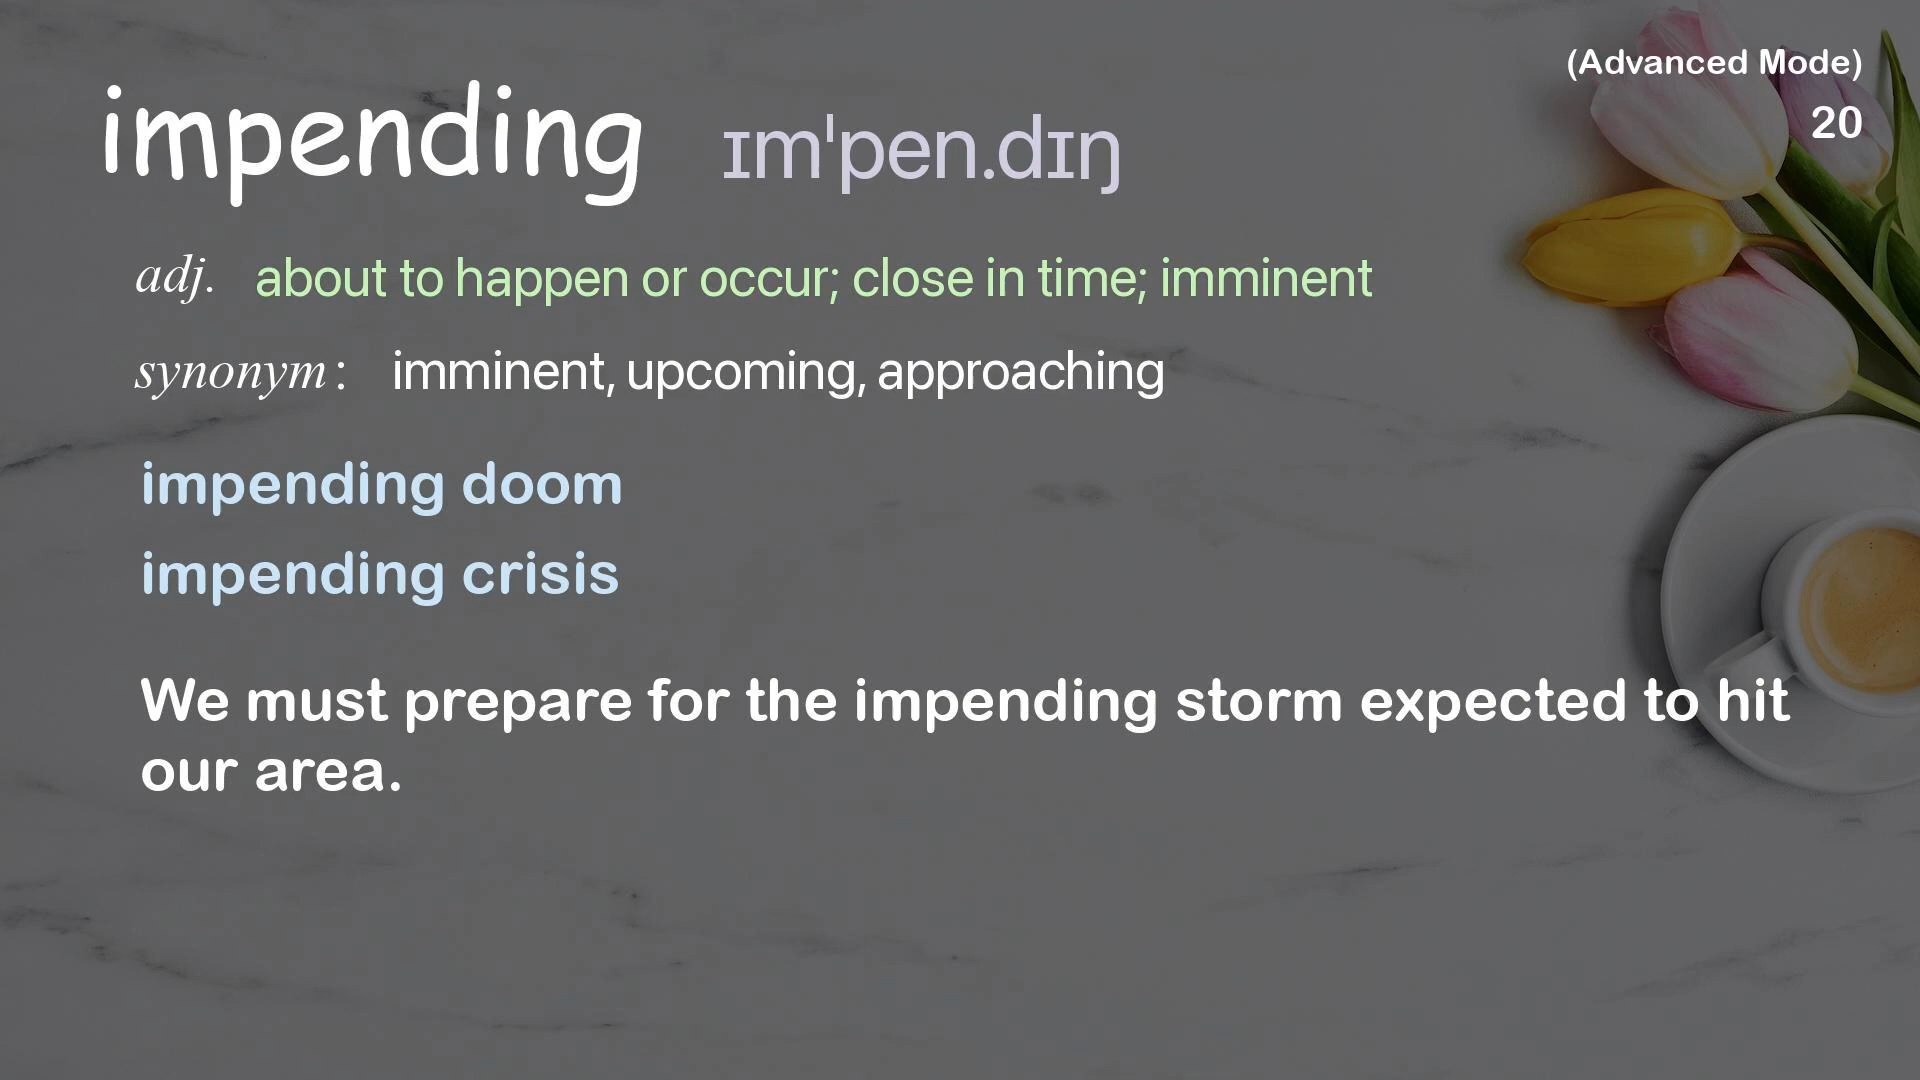 (Advanced Mode)
20
impending ɪmˈpen.dɪŋ
adj. about to happen or occur; close in time; imminent
synonym : imminent, upcoming, approaching
impending doom
impending crisis
We must prepare for the impending storm expected to hit
our area.